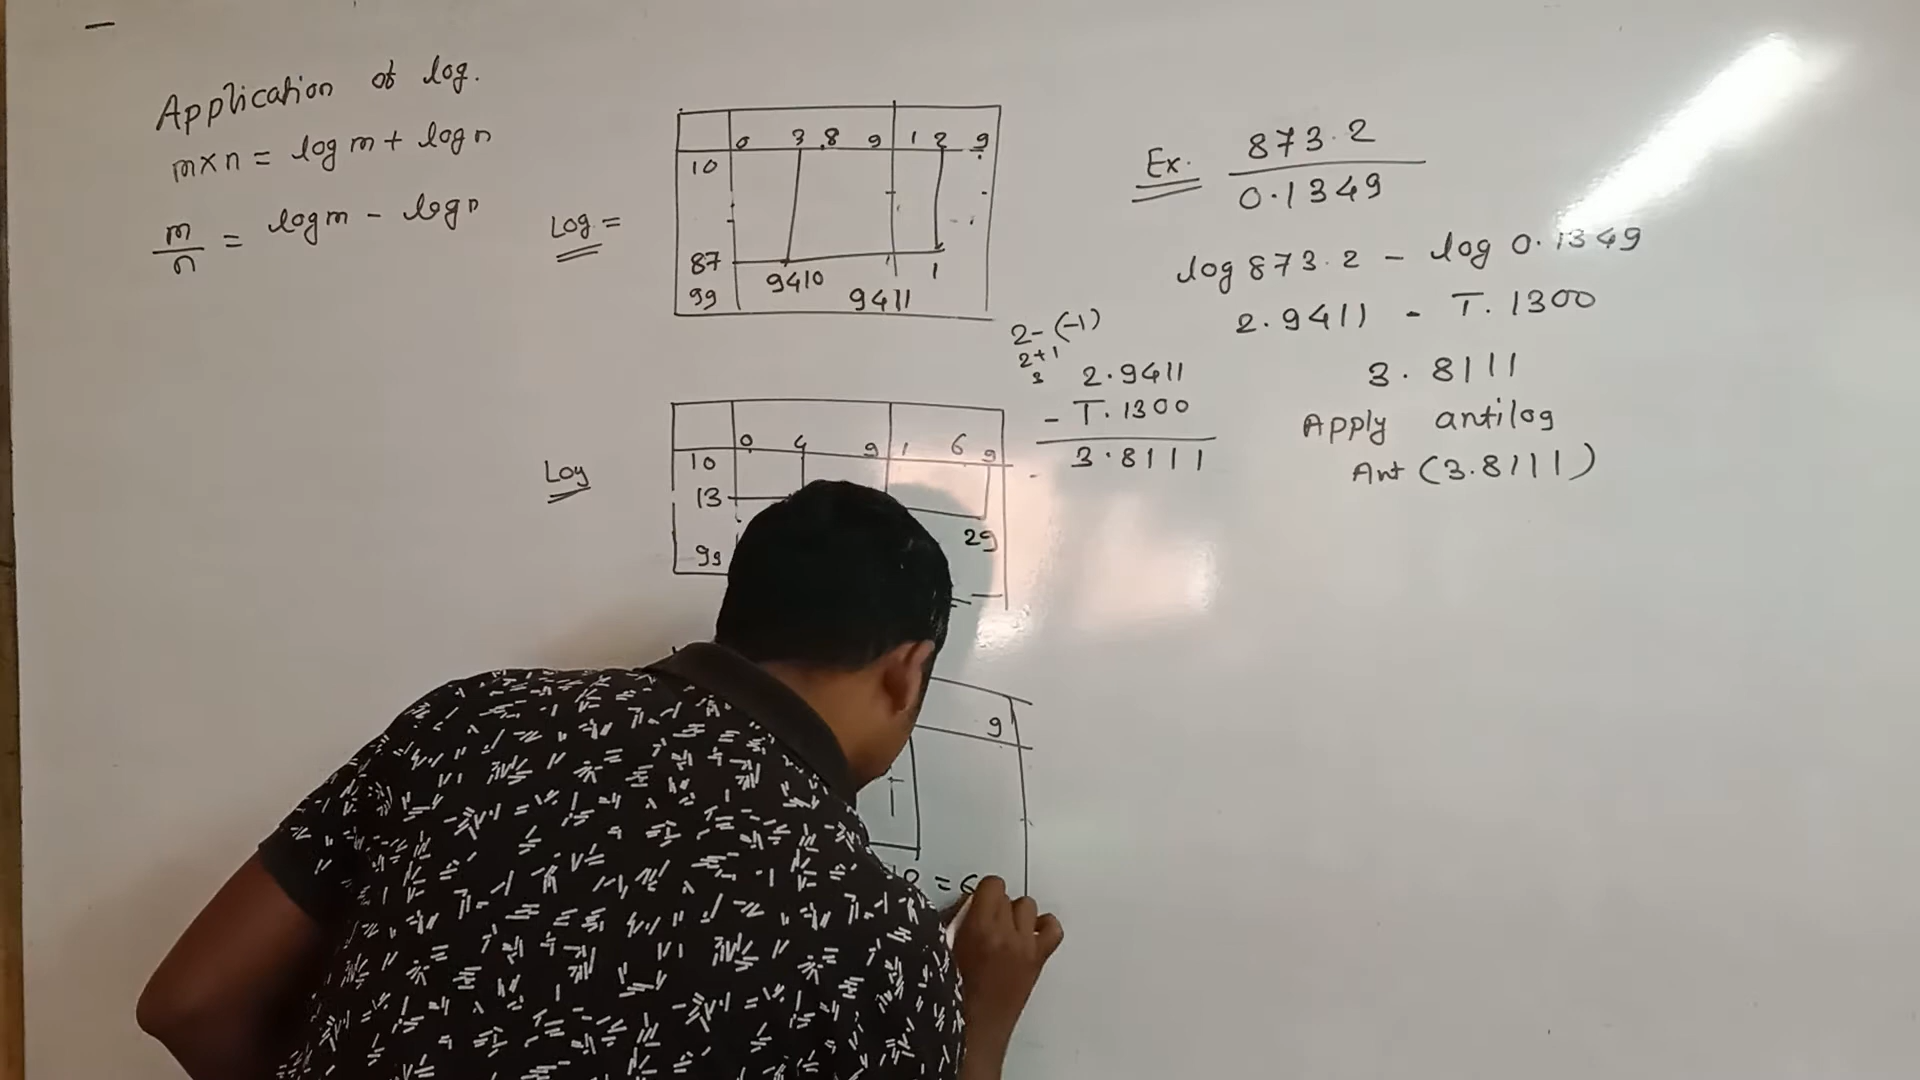 Application of log.
m×n = log m + log n
m/n = log m - log n
Log =
0 3 8 9 1 2 9
10
87
9410 1
99
9411
Log
0 4 9 1 6 9
10
13
29
99
9
= 6
Ex. 873.2 / 0.1349
log 873.2 - log 0.1349
2.9411 - 1̅.1300
3.8111
Apply antilog
Ant (3.8111)
2-(-1)
2+1
3
2.9411
- 1̅.1300
3.8111